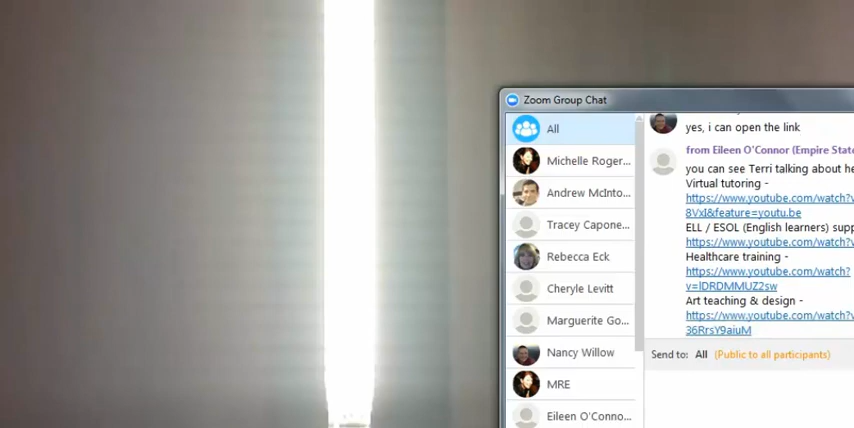 Zoom Group Chat
All
Michelle Roger...
Andrew McInto...
Tracey Capone...
Rebecca Eck
Cheryle Levitt
Marguerite Go...
Nancy Willow
MRE
Eileen O'Conno...
yes, i can open the link
from Eileen O'Connor (Empire State
you can see Terri talking about he
Virtual tutoring -
https://www.youtube.com/watch?v
8VxI&feature=youtu.be
ELL / ESOL (English learners) supp
https://www.youtube.com/watch?v
Healthcare training -
https://www.youtube.com/watch?
v=lDRDMMUZ2sw
Art teaching & design -
https://www.youtube.com/watch?v
36RrsY9aiuM
Send to: All (Public to all participants)